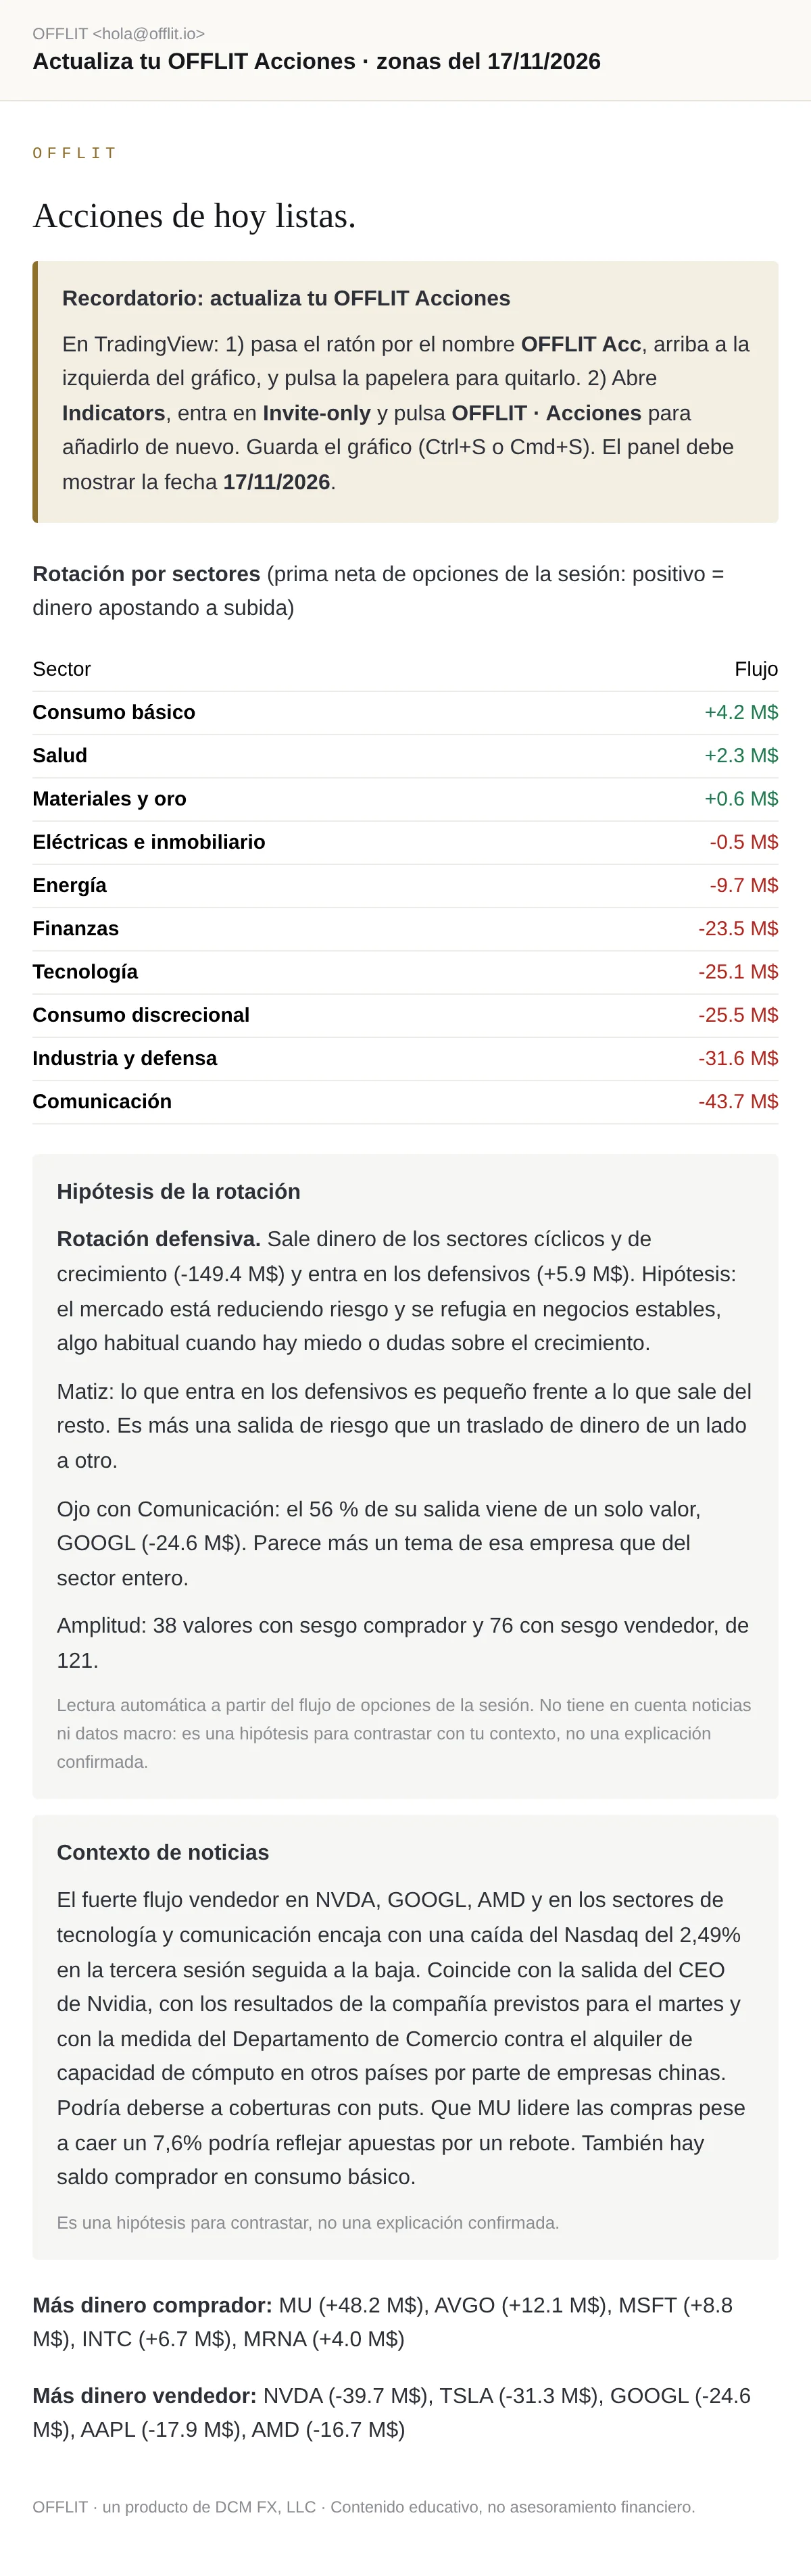 OFFLIT <hola@offlit.io>
Actualiza tu OFFLIT Acciones · zonas del 17/11/2026
OFFLIT
Acciones de hoy listas.
Recordatorio: actualiza tu OFFLIT Acciones
En TradingView: 1) pasa el ratón por el nombre OFFLIT Acc, arriba a la
izquierda del gráfico, y pulsa la papelera para quitarlo. 2) Abre
Indicators, entra en Invite-only y pulsa OFFLIT · Acciones para
añadirlo de nuevo. Guarda el gráfico (Ctrl+S o Cmd+S). El panel debe
mostrar la fecha 17/11/2026.
Rotación por sectores (prima neta de opciones de la sesión: positivo =
dinero apostando a subida)
Sector Flujo
Consumo básico +4.2 M$
Salud +2.3 M$
Materiales y oro +0.6 M$
Eléctricas e inmobiliario -0.5 M$
Energía -9.7 M$
Finanzas -23.5 M$
Tecnología -25.1 M$
Consumo discrecional -25.5 M$
Industria y defensa -31.6 M$
Comunicación -43.7 M$
Hipótesis de la rotación
Rotación defensiva. Sale dinero de los sectores cíclicos y de
crecimiento (-149.4 M$) y entra en los defensivos (+5.9 M$). Hipótesis:
el mercado está reduciendo riesgo y se refugia en negocios estables,
algo habitual cuando hay miedo o dudas sobre el crecimiento.
Matiz: lo que entra en los defensivos es pequeño frente a lo que sale del
resto. Es más una salida de riesgo que un traslado de dinero de un lado
a otro.
Ojo con Comunicación: el 56 % de su salida viene de un solo valor,
GOOGL (-24.6 M$). Parece más un tema de esa empresa que del
sector entero.
Amplitud: 38 valores con sesgo comprador y 76 con sesgo vendedor, de
121.
Lectura automática a partir del flujo de opciones de la sesión. No tiene en cuenta noticias
ni datos macro: es una hipótesis para contrastar con tu contexto, no una explicación
confirmada.
Contexto de noticias
El fuerte flujo vendedor en NVDA, GOOGL, AMD y en los sectores de
tecnología y comunicación encaja con una caída del Nasdaq del 2,49%
en la tercera sesión seguida a la baja. Coincide con la salida del CEO
de Nvidia, con los resultados de la compañía previstos para el martes y
con la medida del Departamento de Comercio contra el alquiler de
capacidad de cómputo en otros países por parte de empresas chinas.
Podría deberse a coberturas con puts. Que MU lidere las compras pese
a caer un 7,6% podría reflejar apuestas por un rebote. También hay
saldo comprador en consumo básico.
Es una hipótesis para contrastar, no una explicación confirmada.
Más dinero comprador: MU (+48.2 M$), AVGO (+12.1 M$), MSFT (+8.8
M$), INTC (+6.7 M$), MRNA (+4.0 M$)
Más dinero vendedor: NVDA (-39.7 M$), TSLA (-31.3 M$), GOOGL (-24.6
M$), AAPL (-17.9 M$), AMD (-16.7 M$)
OFFLIT · un producto de DCM FX, LLC · Contenido educativo, no asesoramiento financiero.